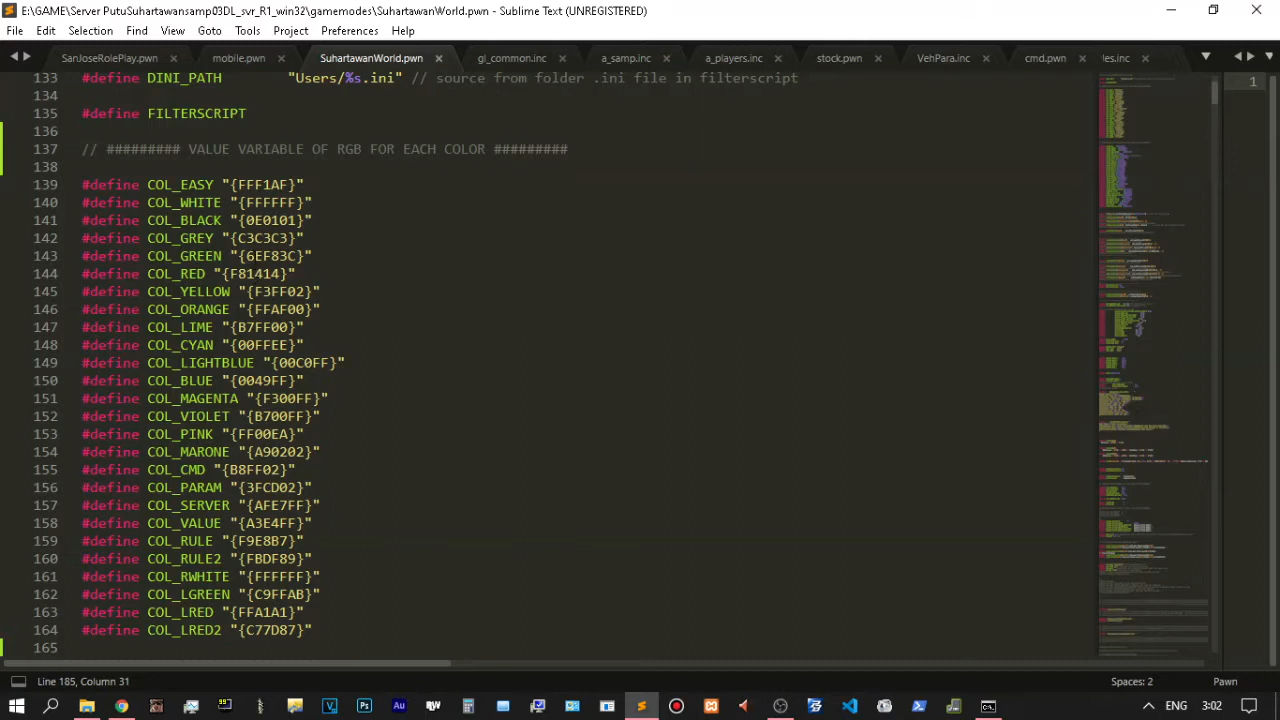 E:\GAME\Server PutuSuhartawansamp03DL_svr_R1_win32\gamemodes\SuhartawanWorld.pwn - Sublime Text (UNREGISTERED)
File Edit Selection Find View Goto Tools Project Preferences Help
SanJoseRolePlay.pwn mobile.pwn SuhartawanWorld.pwn gl_common.inc a_samp.inc a_players.inc stock.pwn VehPara.inc cmd.pwn les.inc
133 #define DINI_PATH "Users/%s.ini" // source from folder .ini file in filterscript
134
135 #define FILTERSCRIPT
136
137 // ######### VALUE VARIABLE OF RGB FOR EACH COLOR #########
138
139 #define COL_EASY "{FFF1AF}"
140 #define COL_WHITE "{FFFFFF}"
141 #define COL_BLACK "{0E0101}"
142 #define COL_GREY "{C3C3C3}"
143 #define COL_GREEN "{6EF83C}"
144 #define COL_RED "{F81414}"
145 #define COL_YELLOW "{F3FF02}"
146 #define COL_ORANGE "{FFAF00}"
147 #define COL_LIME "{B7FF00}"
148 #define COL_CYAN "{00FFEE}"
149 #define COL_LIGHTBLUE "{00C0FF}"
150 #define COL_BLUE "{0049FF}"
151 #define COL_MAGENTA "{F300FF}"
152 #define COL_VIOLET "{B700FF}"
153 #define COL_PINK "{FF00EA}"
154 #define COL_MARONE "{A90202}"
155 #define COL_CMD "{B8FF02}"
156 #define COL_PARAM "{3FCD02}"
157 #define COL_SERVER "{AFE7FF}"
158 #define COL_VALUE "{A3E4FF}"
159 #define COL_RULE "{F9E8B7}"
160 #define COL_RULE2 "{FBDF89}"
161 #define COL_RWHITE "{FFFFFF}"
162 #define COL_LGREEN "{C9FFAB}"
163 #define COL_LRED "{FFA1A1}"
164 #define COL_LRED2 "{C77D87}"
165
1
Line 185, Column 31 Spaces: 2 Pawn
ENG 3:02